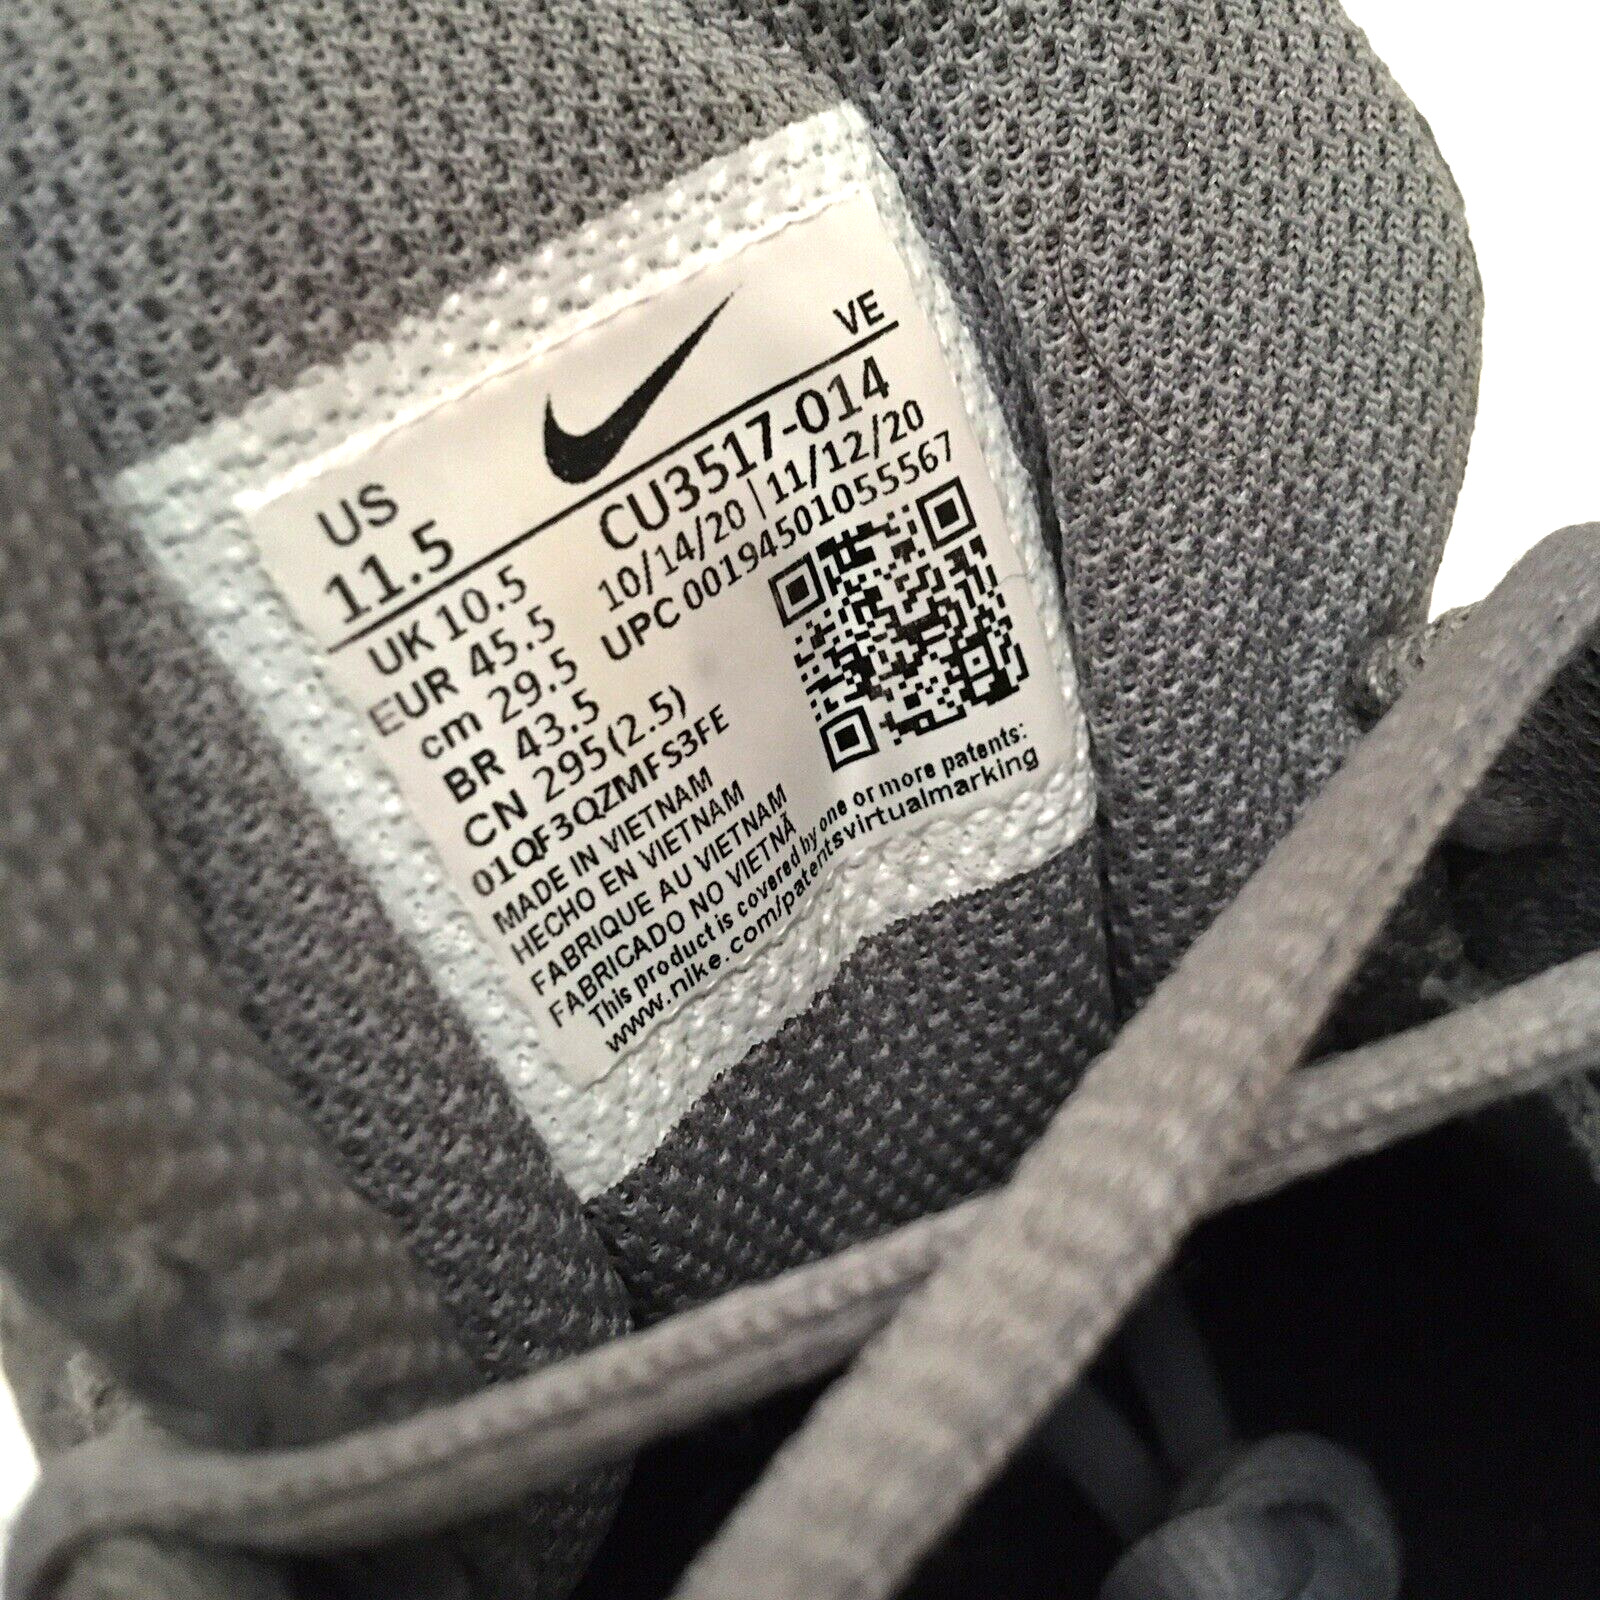 US
11.5
VE
CU3517-014
10/14/20 | 11/12/20
UPC 00194501055567
UK 10.5
EUR 45.5
cm 29.5
BR 43.5
CN 295(2.5)
01QF3QZMFS3FE
MADE IN VIETNAM
HECHO EN VIETNAM
FABRIQUE AU VIETNAM
FABRICADO NO VIETNÃ
This product is covered by one or more patents:
www.nike.com/patentsvirtualmarking